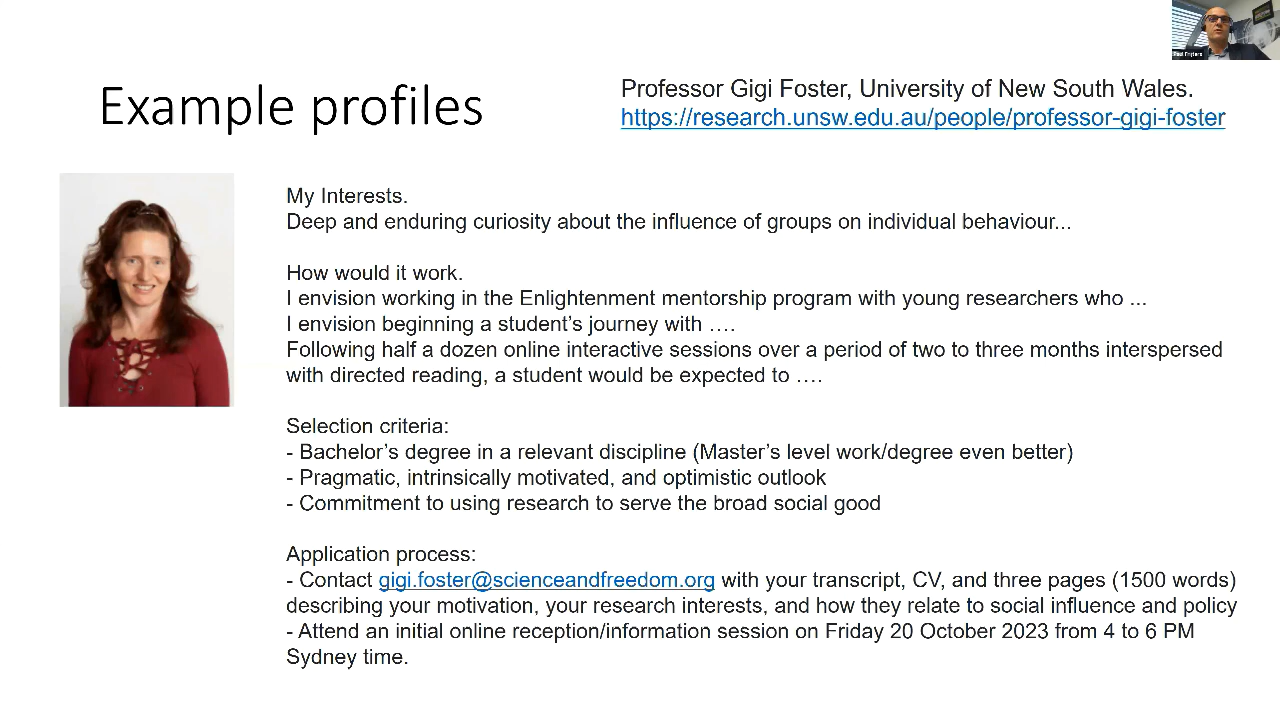 Example profiles
Professor Gigi Foster, University of New South Wales.
https://research.unsw.edu.au/people/professor-gigi-foster
My Interests.
Deep and enduring curiosity about the influence of groups on individual behaviour...
How would it work.
I envision working in the Enlightenment mentorship program with young researchers who ...
I envision beginning a student’s journey with ….
Following half a dozen online interactive sessions over a period of two to three months interspersed
with directed reading, a student would be expected to ….
Selection criteria:
- Bachelor’s degree in a relevant discipline (Master’s level work/degree even better)
- Pragmatic, intrinsically motivated, and optimistic outlook
- Commitment to using research to serve the broad social good
Application process:
- Contact gigi.foster@scienceandfreedom.org with your transcript, CV, and three pages (1500 words)
describing your motivation, your research interests, and how they relate to social influence and policy
- Attend an initial online reception/information session on Friday 20 October 2023 from 4 to 6 PM
Sydney time.
Paul Frijters